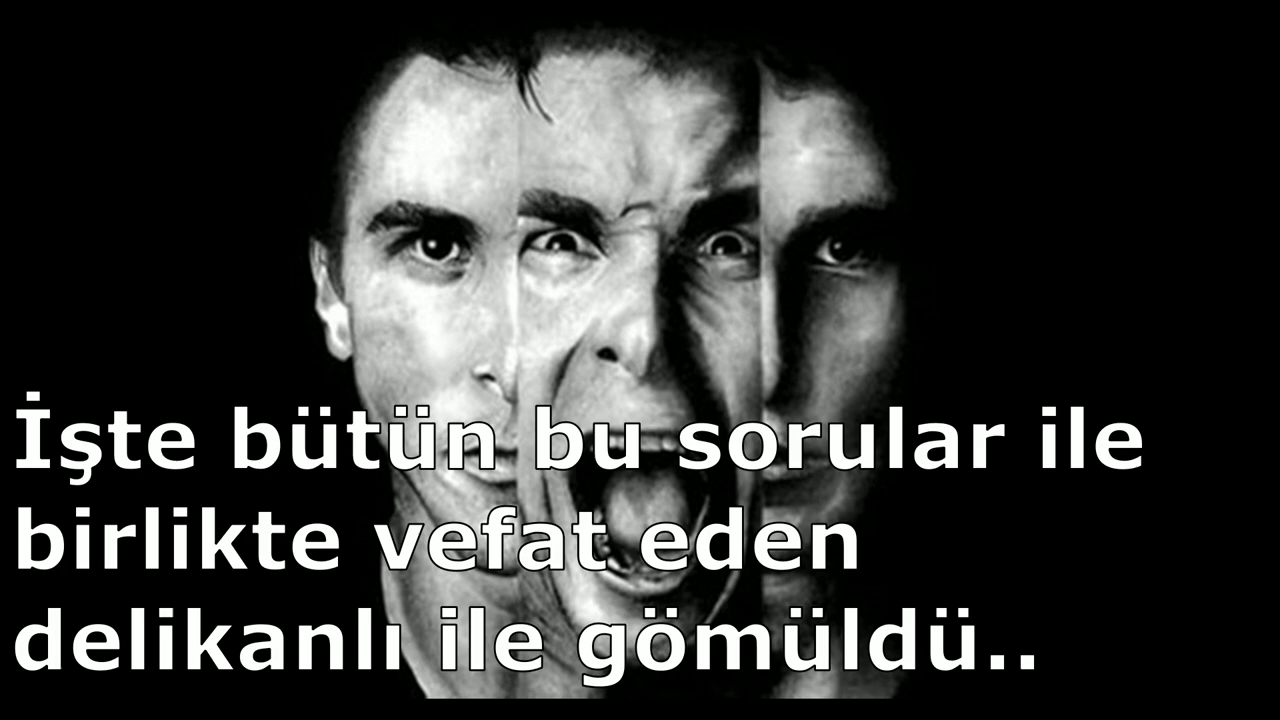 İşte bütün bu sorular ile
birlikte vefat eden
delikanlı ile gömüldü..